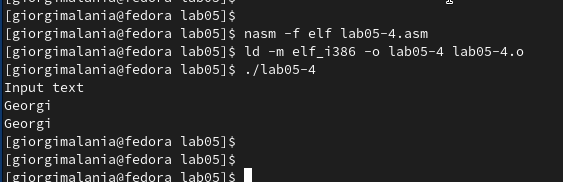 [giorgimalania@fedora lab05]$
[giorgimalania@fedora lab05]$ nasm -f elf lab05-4.asm
[giorgimalania@fedora lab05]$ ld -m elf_i386 -o lab05-4 lab05-4.o
[giorgimalania@fedora lab05]$ ./lab05-4
Input text
Georgi
Georgi
[giorgimalania@fedora lab05]$
[giorgimalania@fedora lab05]$
[giorgimalania@fedora lab05]$